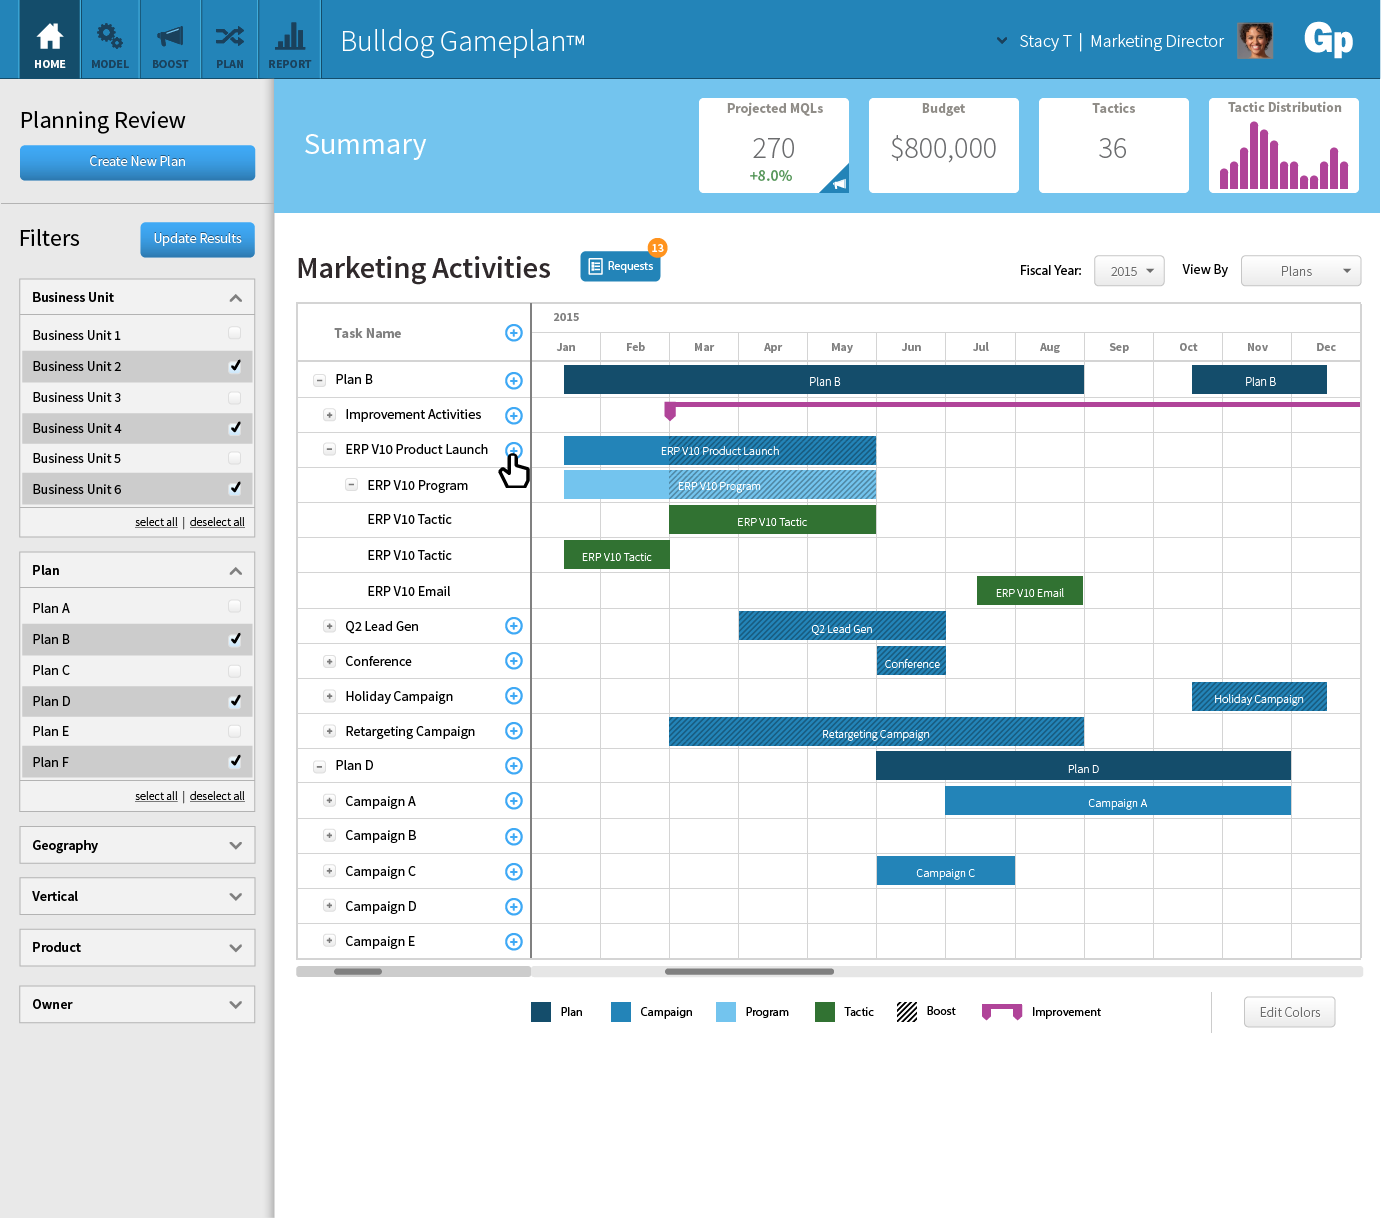 HOME MODEL BOOST PLAN REPORT
Bulldog Gameplan™
Stacy T | Marketing Director
Gp
Planning Review
Create New Plan
Filters
Update Results
Business Unit
Business Unit 1
Business Unit 2
Business Unit 3
Business Unit 4
Business Unit 5
Business Unit 6
select all | deselect all
Plan
Plan A
Plan B
Plan C
Plan D
Plan E
Plan F
select all | deselect all
Geography
Vertical
Product
Owner
Summary
Projected MQLs
270
+8.0%
Budget
$800,000
Tactics
36
Tactic Distribution
Marketing Activities
Requests
13
Fiscal Year: 2015
View By Plans
Task Name
2015
Jan Feb Mar Apr May Jun Jul Aug Sep Oct Nov Dec
Plan B Plan B Plan B
Improvement Activities
ERP V10 Product Launch ERP V10 Product Launch
ERP V10 Program ERP V10 Program
ERP V10 Tactic ERP V10 Tactic
ERP V10 Tactic ERP V10 Tactic
ERP V10 Email ERP V10 Email
Q2 Lead Gen Q2 Lead Gen
Conference Conference
Holiday Campaign Holiday Campaign
Retargeting Campaign Retargeting Campaign
Plan D Plan D
Campaign A Campaign A
Campaign B
Campaign C Campaign C
Campaign D
Campaign E
Plan Campaign Program Tactic Boost Improvement
Edit Colors